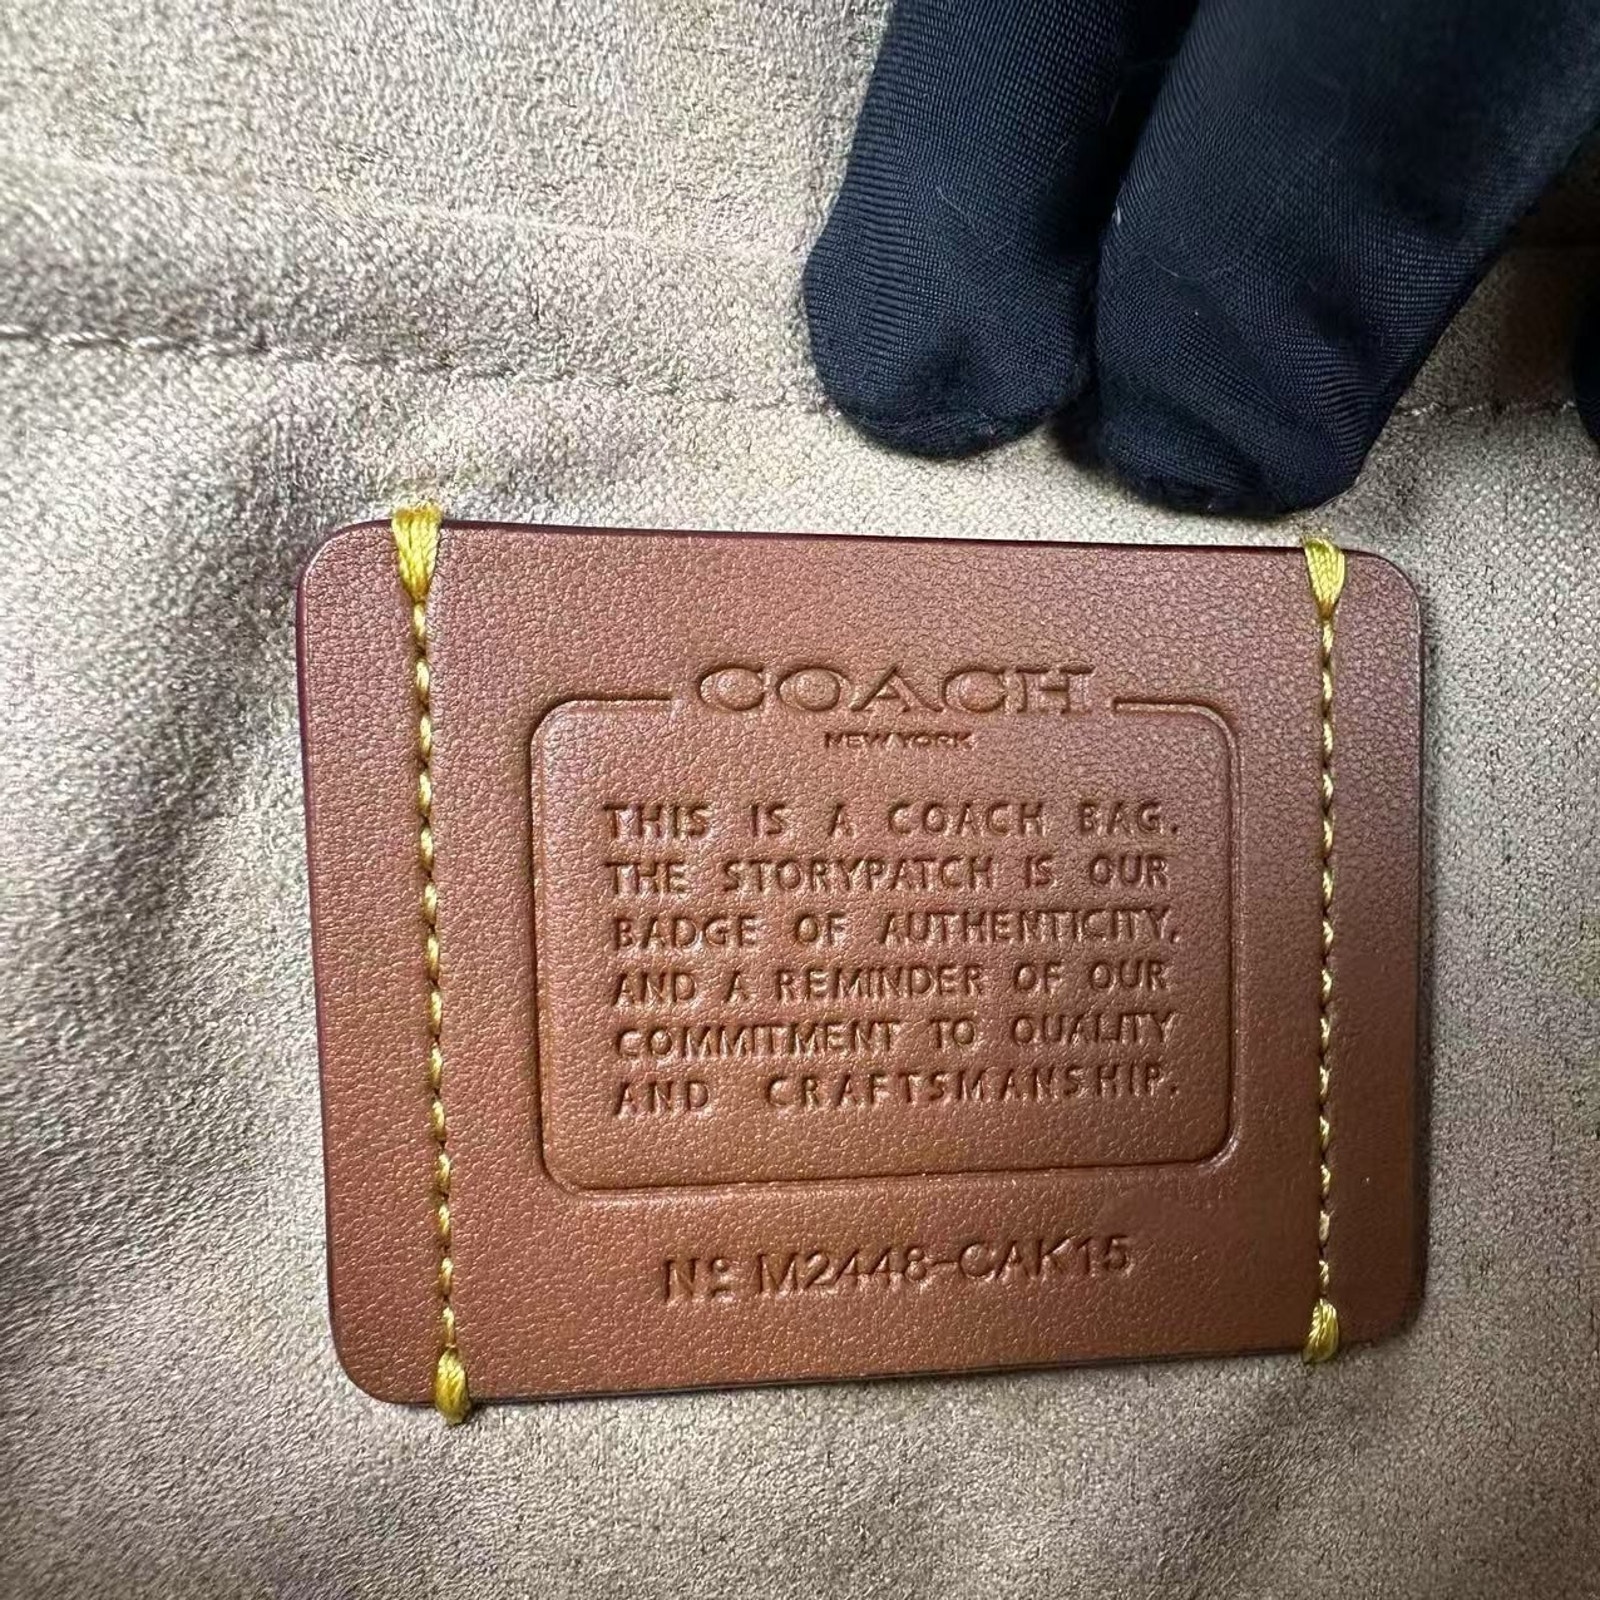 COACH
NEW YORK
THIS IS A COACH BAG.
THE STORYPATCH IS OUR
BADGE OF AUTHENTICITY,
AND A REMINDER OF OUR
COMMITMENT TO QUALITY
AND CRAFTSMANSHIP.
Nº M2448-CAK15